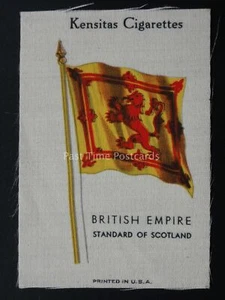 Kensitas Cigarettes
Past Time Postcards
BRITISH EMPIRE
STANDARD OF SCOTLAND
PRINTED IN U.S.A.